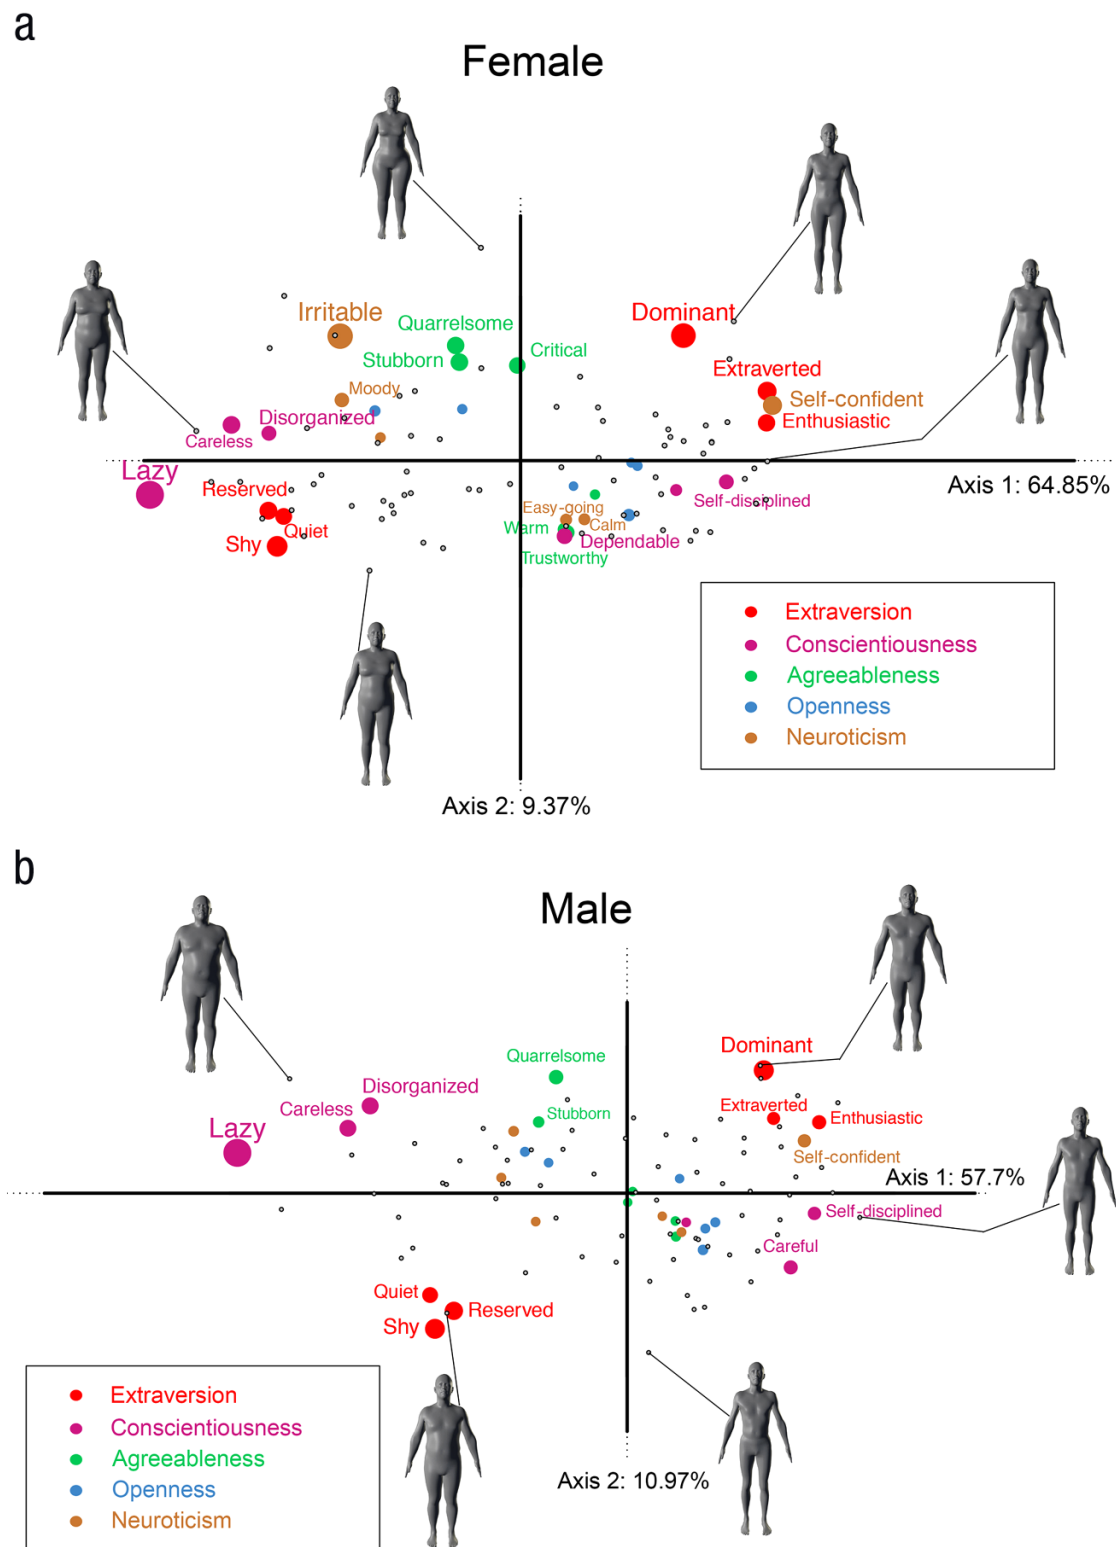 a
Female
Irritable
Dominant
Quarrelsome
Stubborn
Critical
Extraverted
Moody
Self-confident
Disorganized
Enthusiastic
Careless
Lazy
Axis 1: 64.85%
Reserved
Self-disciplined
Easy-going
Quiet
Warm
Calm
Shy
Dependable
Trustworthy
Extraversion
Conscientiousness
Agreeableness
Openness
Neuroticism
Axis 2: 9.37%
b
Male
Dominant
Quarrelsome
Disorganized
Careless
Stubborn
Extraverted
Enthusiastic
Lazy
Self-confident
Axis 1: 57.7%
Self-disciplined
Careful
Quiet
Reserved
Shy
Extraversion
Conscientiousness
Agreeableness
Openness
Neuroticism
Axis 2: 10.97%